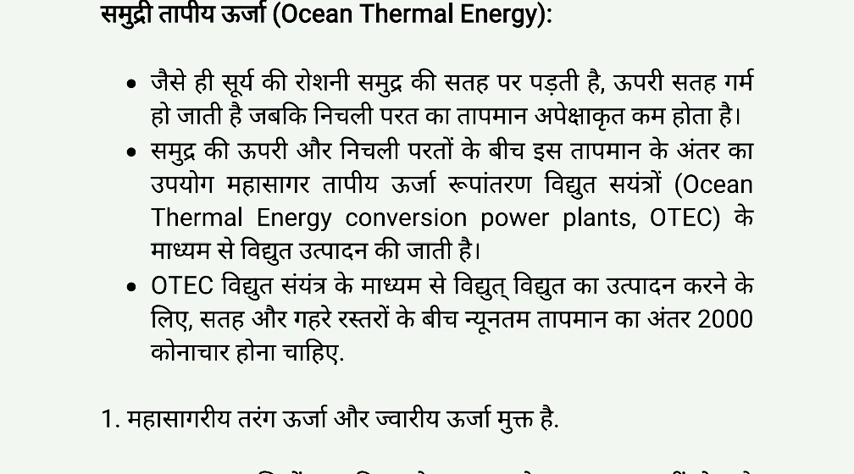 समुद्री तापीय ऊर्जा (Ocean Thermal Energy):
• जैसे ही सूर्य की रोशनी समुद्र की सतह पर पड़ती है, ऊपरी सतह गर्म
हो जाती है जबकि निचली परत का तापमान अपेक्षाकृत कम होता है।
• समुद्र की ऊपरी और निचली परतों के बीच इस तापमान के अंतर का
उपयोग महासागर तापीय ऊर्जा रूपांतरण विद्युत सयंत्रों (Ocean
Thermal Energy conversion power plants, OTEC) के
माध्यम से विद्युत उत्पादन की जाती है।
• OTEC विद्युत संयंत्र के माध्यम से विद्युत् विद्युत का उत्पादन करने के
लिए, सतह और गहरे रस्तरों के बीच न्यूनतम तापमान का अंतर 2000
कोनाचार होना चाहिए.
1. महासागरीय तरंग ऊर्जा और ज्वारीय ऊर्जा मुक्त है.